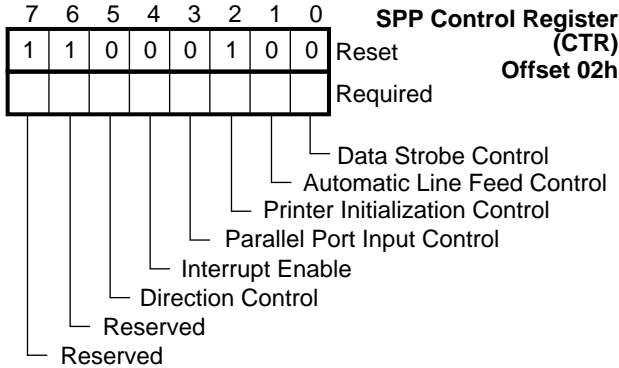 7 6 5 4 3 2 1 0
SPP Control Register
(CTR)
Offset 02h
1 1 0 0 0 1 0 0 Reset
Required
Data Strobe Control
Automatic Line Feed Control
Printer Initialization Control
Parallel Port Input Control
Interrupt Enable
Direction Control
Reserved
Reserved